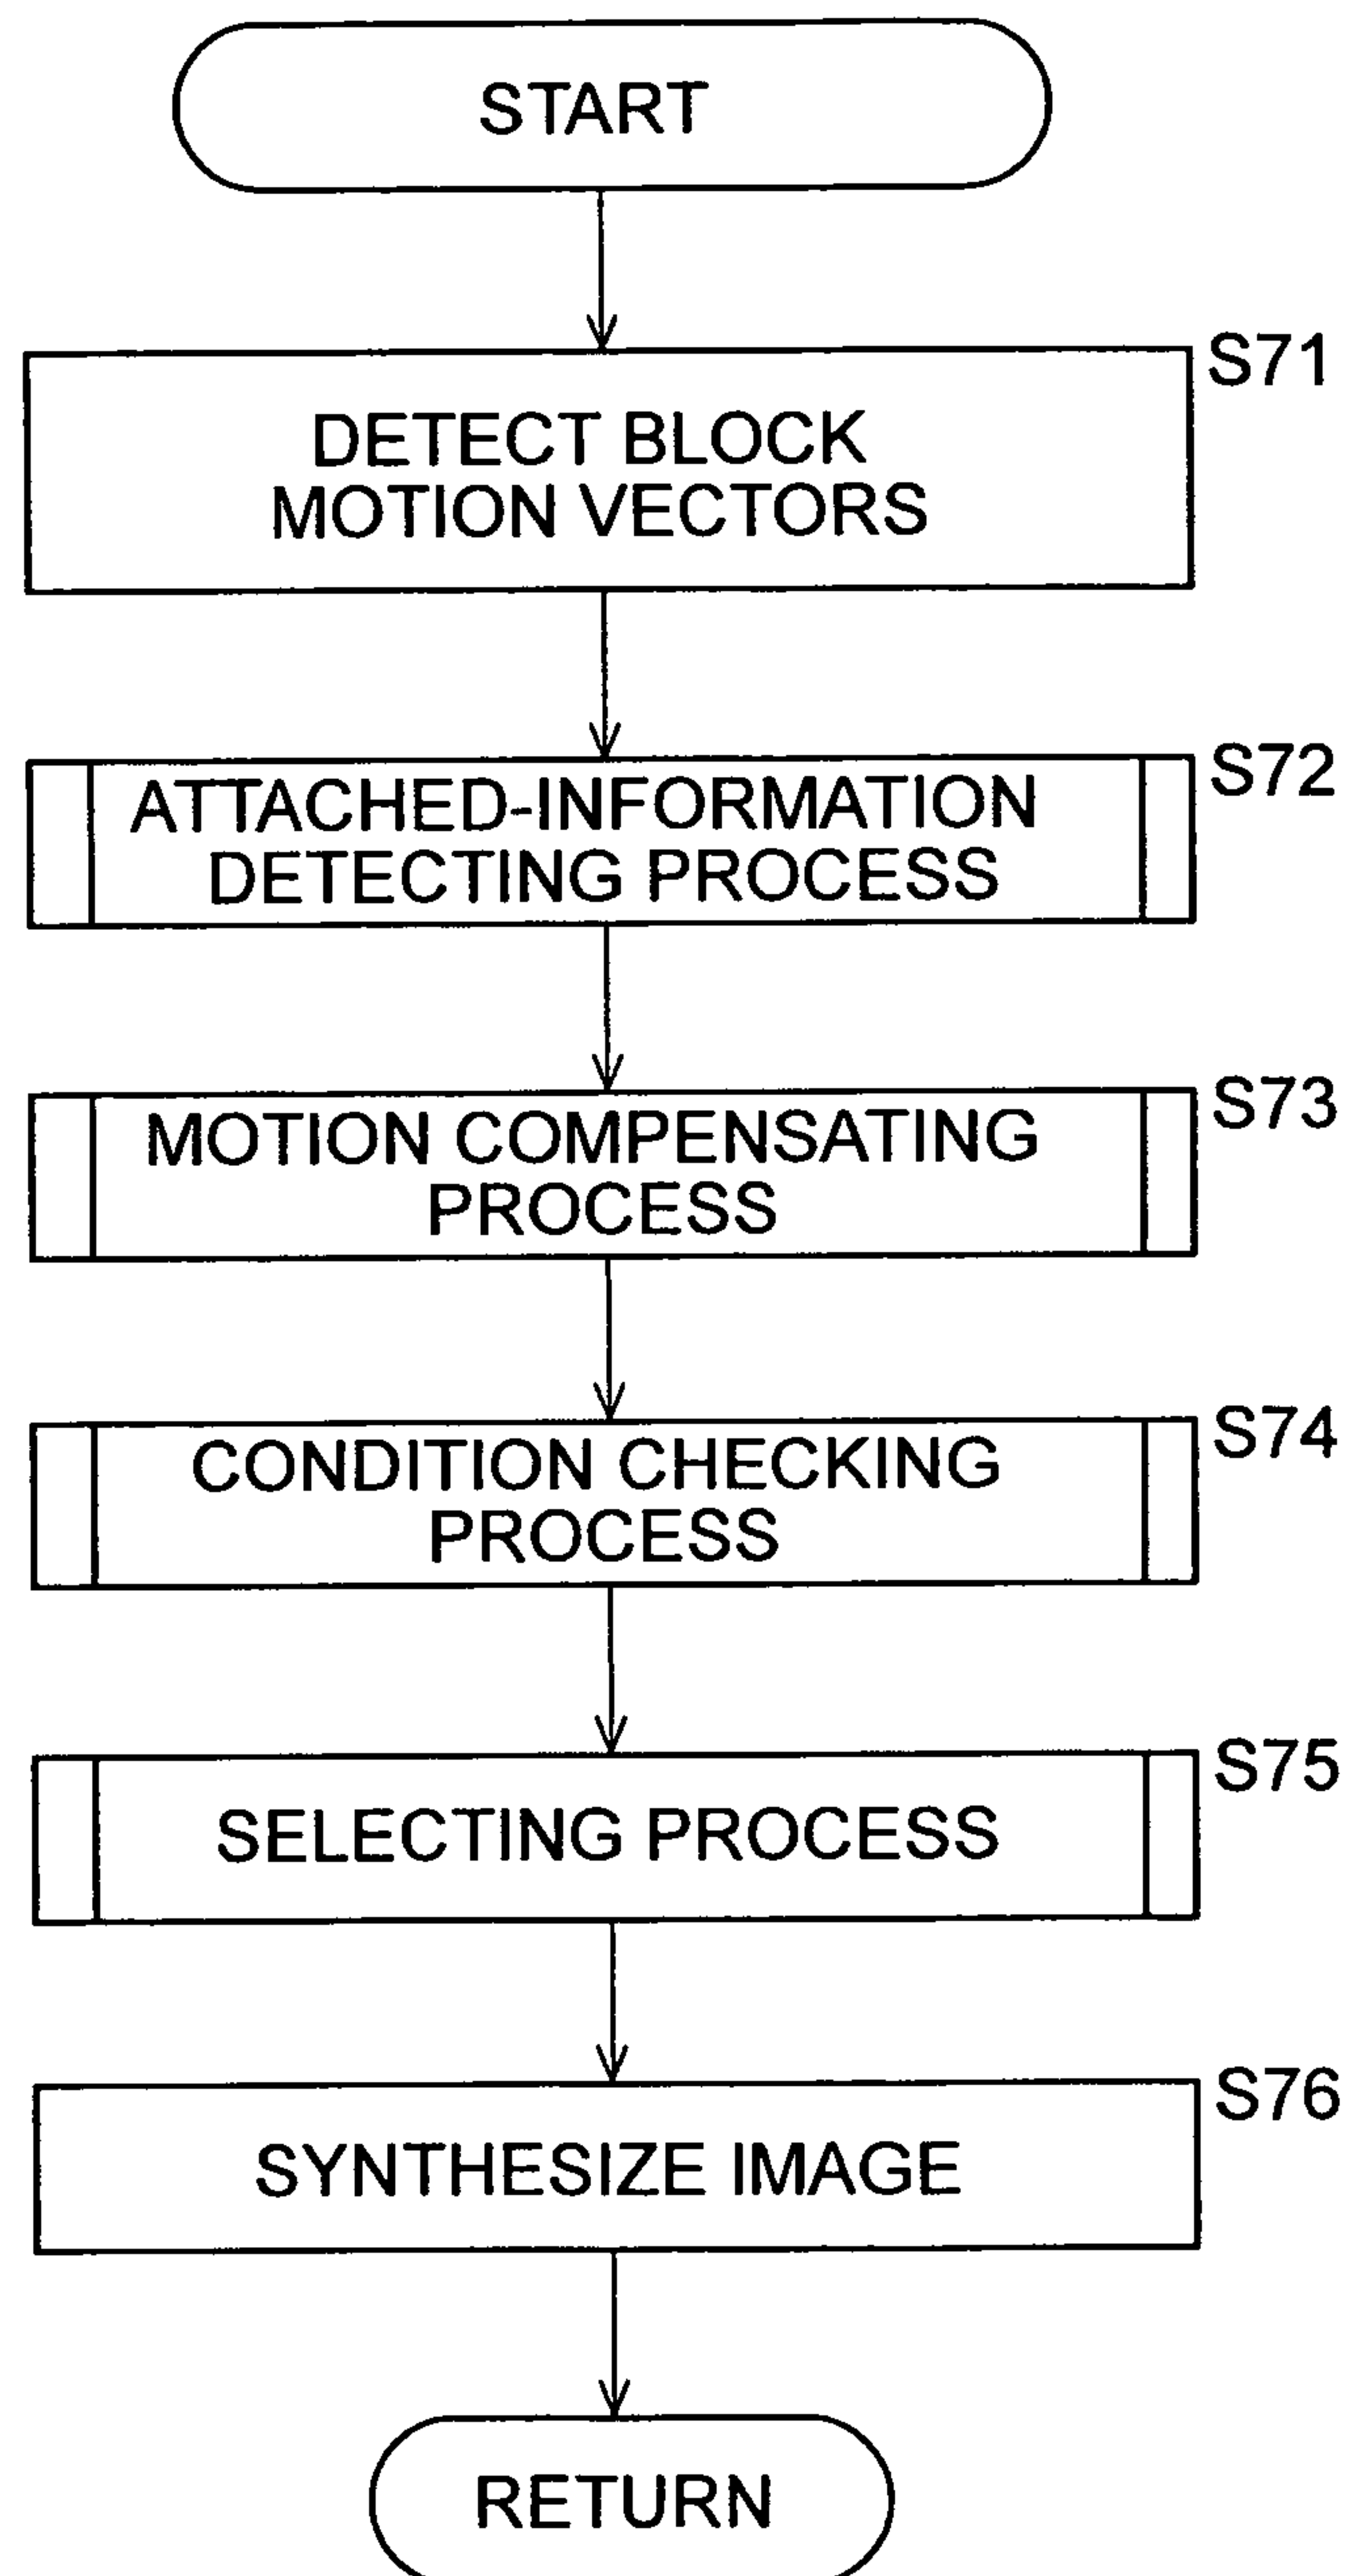 START
S71
DETECT BLOCK
MOTION VECTORS
S72
ATTACHED-INFORMATION
DETECTING PROCESS
S73
MOTION COMPENSATING
PROCESS
S74
CONDITION CHECKING
PROCESS
S75
SELECTING PROCESS
S76
SYNTHESIZE IMAGE
RETURN